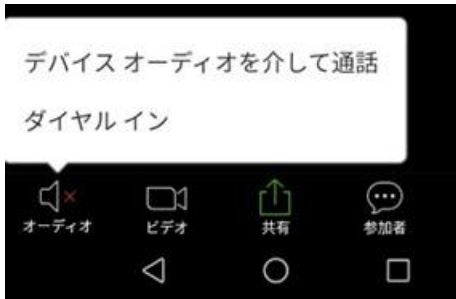 デバイス オーディオを介して通話
ダイヤル イン
オーディオ
ビデオ
共有
参加者